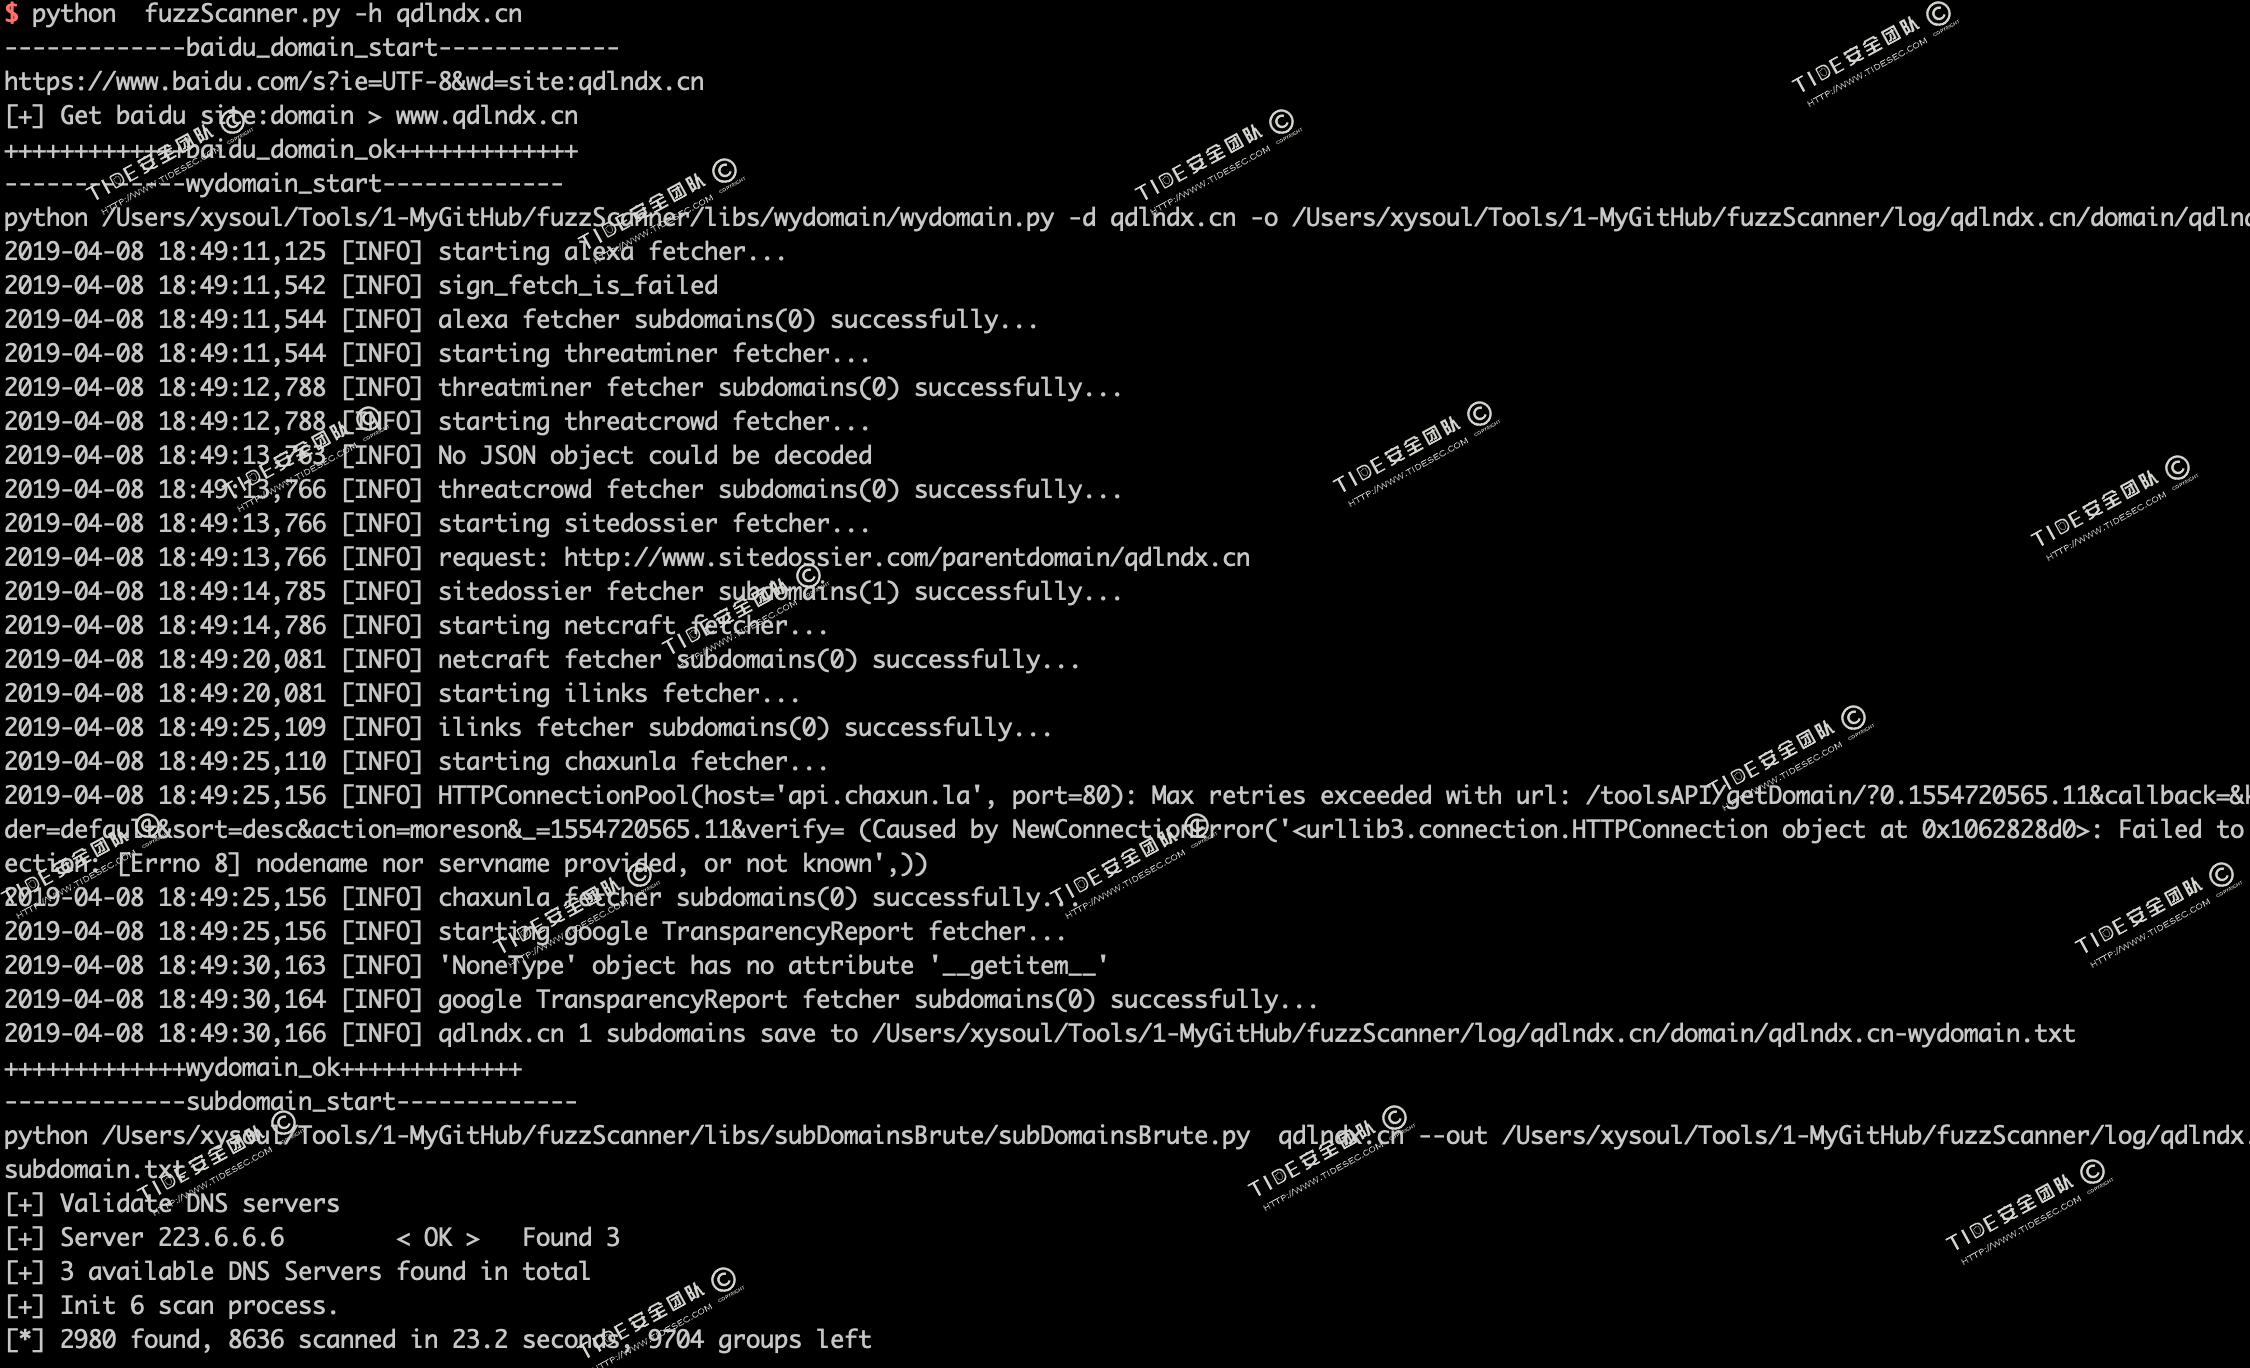 $ python  fuzzScanner.py -h qdlndx.cn
-------------baidu_domain_start-------------
https://www.baidu.com/s?ie=UTF-8&wd=site:qdlndx.cn
[+] Get baidu site:domain > www.qdlndx.cn
+++++++++++++baidu_domain_ok+++++++++++++
-------------wydomain_start-------------
python /Users/xysoul/Tools/1-MyGitHub/fuzzScanner/libs/wydomain/wydomain.py -d qdlndx.cn -o /Users/xysoul/Tools/1-MyGitHub/fuzzScanner/log/qdlndx.cn/domain/qdlnd
2019-04-08 18:49:11,125 [INFO] starting alexa fetcher...
2019-04-08 18:49:11,542 [INFO] sign_fetch_is_failed
2019-04-08 18:49:11,544 [INFO] alexa fetcher subdomains(0) successfully...
2019-04-08 18:49:11,544 [INFO] starting threatminer fetcher...
2019-04-08 18:49:12,788 [INFO] threatminer fetcher subdomains(0) successfully...
2019-04-08 18:49:12,788 [INFO] starting threatcrowd fetcher...
2019-04-08 18:49:13,763 [INFO] No JSON object could be decoded
2019-04-08 18:49:13,766 [INFO] threatcrowd fetcher subdomains(0) successfully...
2019-04-08 18:49:13,766 [INFO] starting sitedossier fetcher...
2019-04-08 18:49:13,766 [INFO] request: http://www.sitedossier.com/parentdomain/qdlndx.cn
2019-04-08 18:49:14,785 [INFO] sitedossier fetcher subdomains(1) successfully...
2019-04-08 18:49:14,786 [INFO] starting netcraft fetcher...
2019-04-08 18:49:20,081 [INFO] netcraft fetcher subdomains(0) successfully...
2019-04-08 18:49:20,081 [INFO] starting ilinks fetcher...
2019-04-08 18:49:25,109 [INFO] ilinks fetcher subdomains(0) successfully...
2019-04-08 18:49:25,110 [INFO] starting chaxunla fetcher...
2019-04-08 18:49:25,156 [INFO] HTTPConnectionPool(host='api.chaxun.la', port=80): Max retries exceeded with url: /toolsAPI/getDomain/?0.1554720565.11&callback=&k
der=default&sort=desc&action=moreson&_=1554720565.11&verify= (Caused by NewConnectionError('<urllib3.connection.HTTPConnection object at 0x1062828d0>: Failed to
ection: [Errno 8] nodename nor servname provided, or not known',))
2019-04-08 18:49:25,156 [INFO] chaxunla fetcher subdomains(0) successfully...
2019-04-08 18:49:25,156 [INFO] starting google TransparencyReport fetcher...
2019-04-08 18:49:30,163 [INFO] 'NoneType' object has no attribute '__getitem__'
2019-04-08 18:49:30,164 [INFO] google TransparencyReport fetcher subdomains(0) successfully...
2019-04-08 18:49:30,166 [INFO] qdlndx.cn 1 subdomains save to /Users/xysoul/Tools/1-MyGitHub/fuzzScanner/log/qdlndx.cn/domain/qdlndx.cn-wydomain.txt
+++++++++++++wydomain_ok+++++++++++++
-------------subdomain_start-------------
python /Users/xysoul/Tools/1-MyGitHub/fuzzScanner/libs/subDomainsBrute/subDomainsBrute.py  qdlndx.cn --out /Users/xysoul/Tools/1-MyGitHub/fuzzScanner/log/qdlndx.
subdomain.txt
[+] Validate DNS servers
[+] Server 223.6.6.6        < OK >   Found 3
[+] 3 available DNS Servers found in total
[+] Init 6 scan process.
[*] 2980 found, 8636 scanned in 23.2 seconds, 9704 groups left
TIDE安全团队 ©
HTTP://WWW.TIDESEC.COM COPYRIGHT